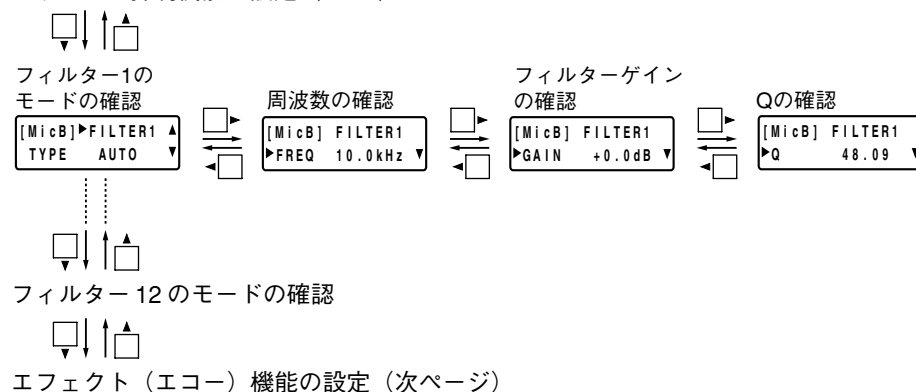 フィルター1の
モードの確認
[MicB]▶FILTER1 ▲
TYPE AUTO ▼
周波数の確認
[MicB] FILTER1
▶FREQ 10.0kHz ▼
フィルターゲイン
の確認
[MicB] FILTER1
▶GAIN +0.0dB ▼
Qの確認
[MicB] FILTER1
▶Q 48.09 ▼
フィルター 12 のモードの確認
エフェクト（エコー）機能の設定（次ページ）